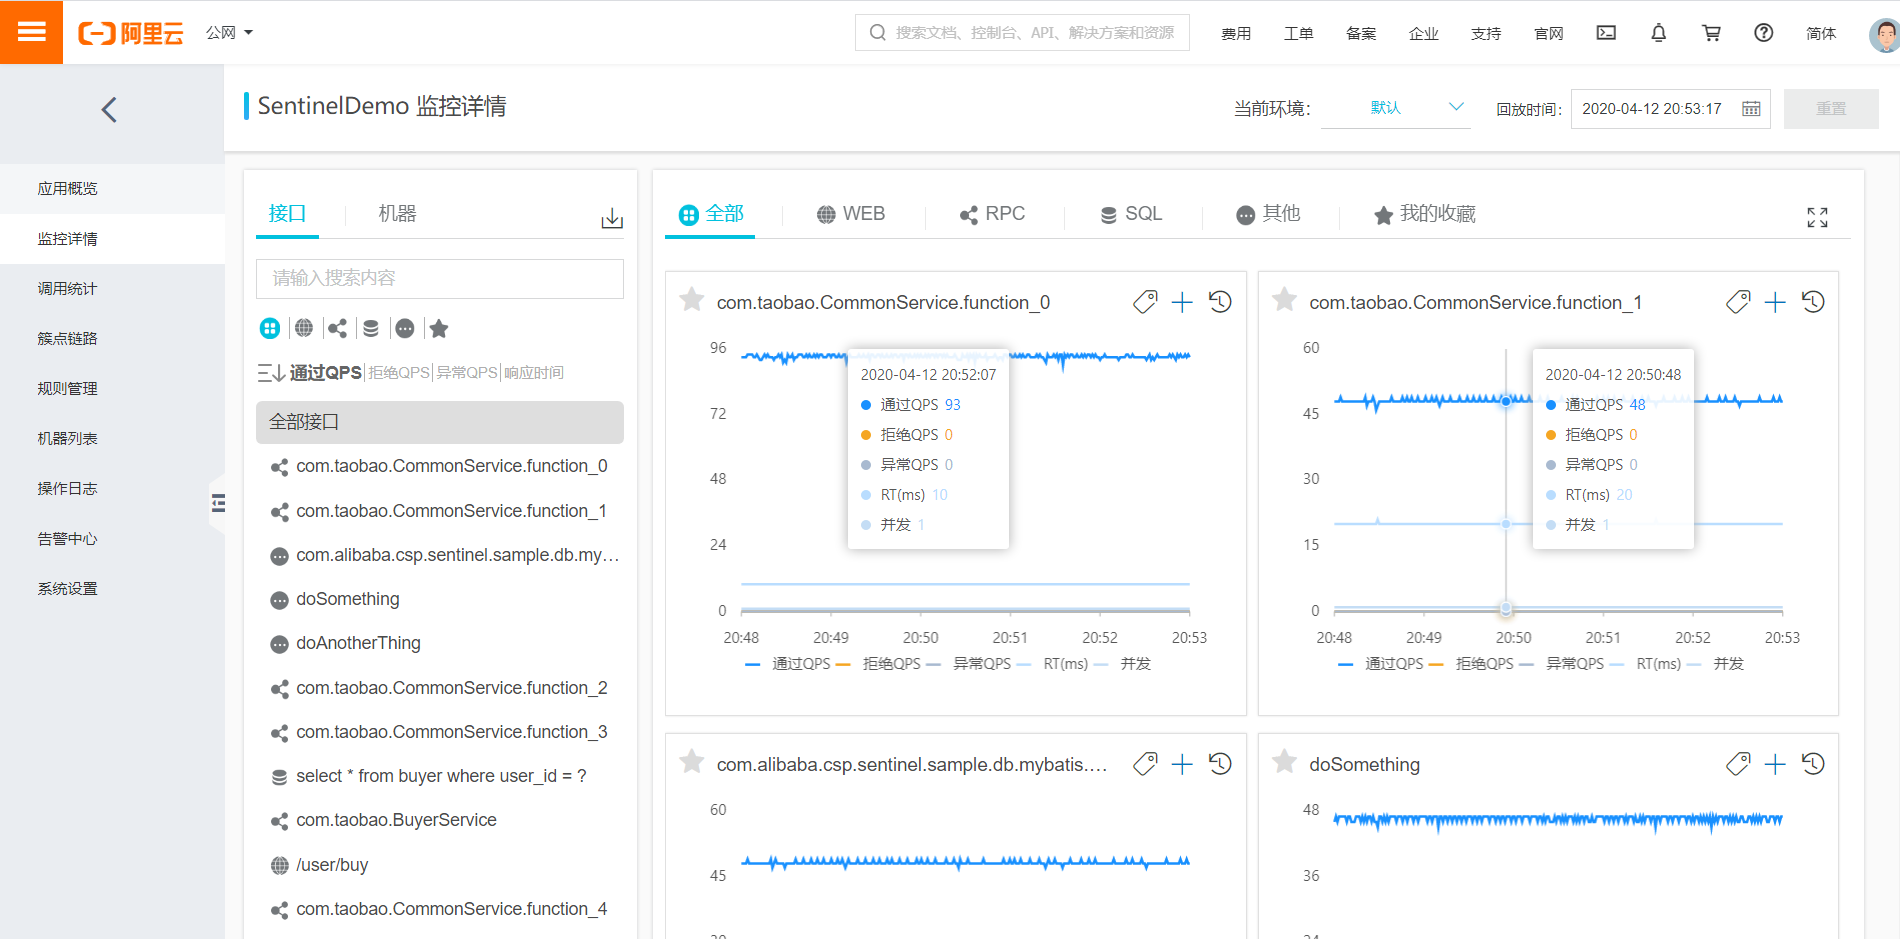 阿里云
公网
搜索文档、控制台、API、解决方案和资源
费用
工单
备案
企业
支持
官网
简体
SentinelDemo 监控详情
当前环境：
默认
回放时间：
2020-04-12 20:53:17
重置
应用概览
监控详情
调用统计
簇点链路
规则管理
机器列表
操作日志
告警中心
系统设置
接口
机器
请输入搜索内容
通过QPS|拒绝QPS|异常QPS|响应时间
全部接口
com.taobao.CommonService.function_0
com.taobao.CommonService.function_1
com.alibaba.csp.sentinel.sample.db.my...
doSomething
doAnotherThing
com.taobao.CommonService.function_2
com.taobao.CommonService.function_3
select * from buyer where user_id = ?
com.taobao.BuyerService
/user/buy
com.taobao.CommonService.function_4
全部
WEB
RPC
SQL
其他
我的收藏
com.taobao.CommonService.function_0
96
72
48
24
0
2020-04-12 20:52:07
通过QPS 93
拒绝QPS 0
异常QPS 0
RT(ms) 10
并发 1
20:48 20:49 20:50 20:51 20:52 20:53
通过QPS 拒绝QPS 异常QPS RT(ms) 并发
com.taobao.CommonService.function_1
60
45
30
15
0
2020-04-12 20:50:48
通过QPS 48
拒绝QPS 0
异常QPS 0
RT(ms) 20
并发 1
20:48 20:49 20:50 20:51 20:52 20:53
通过QPS 拒绝QPS 异常QPS RT(ms) 并发
com.alibaba.csp.sentinel.sample.db.mybatis....
60
45
doSomething
48
36